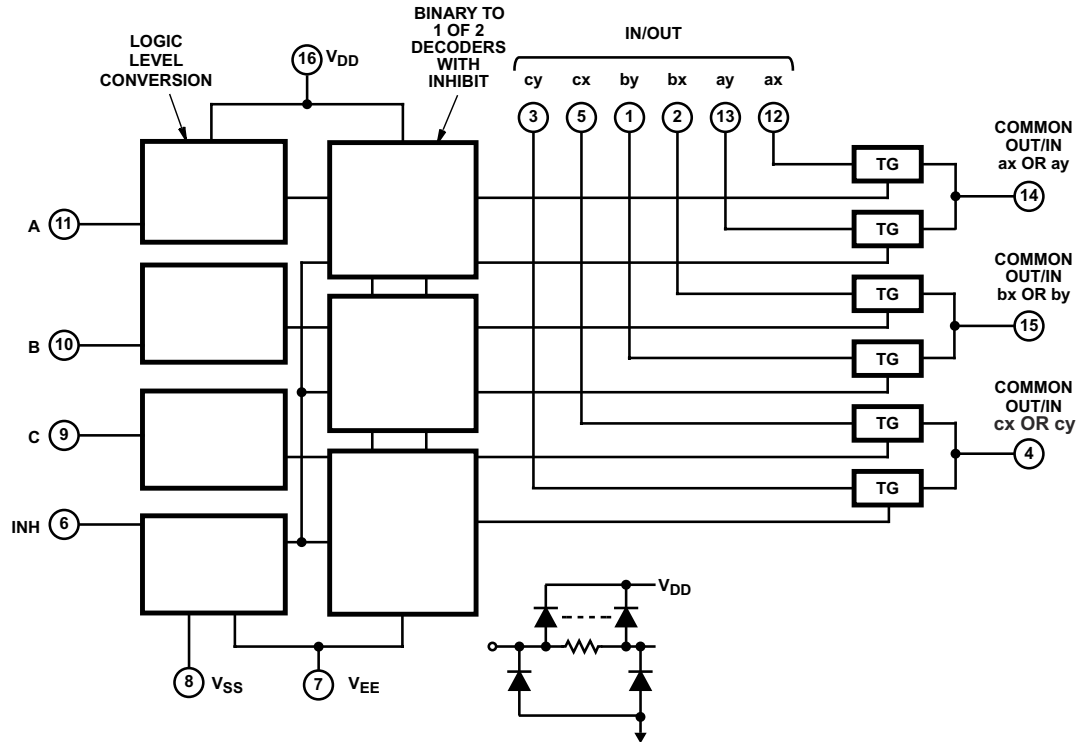 LOGIC
LEVEL
CONVERSION
16 VDD
BINARY TO
1 OF 2
DECODERS
WITH
INHIBIT
IN/OUT
cy cx by bx ay ax
3 5 1 2 13 12
COMMON
OUT/IN
ax OR ay
TG
14
A 11
TG
COMMON
OUT/IN
bx OR by
TG
15
B 10
TG
COMMON
OUT/IN
cx OR cy
TG
4
C 9
TG
INH 6
8 VSS
7 VEE
VDD